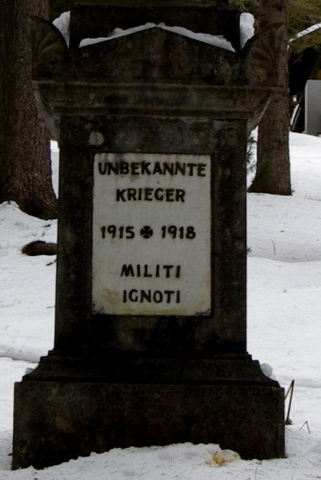 UNBEKANNTE
KRIEGER
1915 ✠ 1918
MILITI
IGNOTI